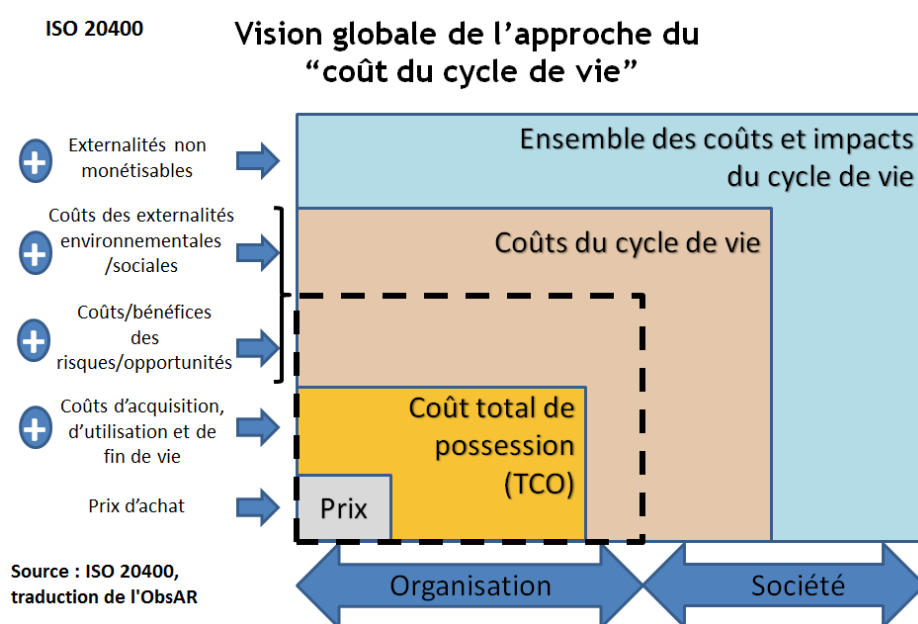 ISO 20400
Vision globale de l’approche du
“coût du cycle de vie”
Externalités non
monétisables
Coûts des externalités
environnementales
/sociales
Coûts/bénéfices
des
risques/opportunités
Coûts d’acquisition,
d’utilisation et de
fin de vie
Prix d’achat
Ensemble des coûts et impacts
du cycle de vie
Coûts du cycle de vie
Coût total de
possession
(TCO)
Prix
Organisation
Société
Source : ISO 20400,
traduction de l'ObsAR